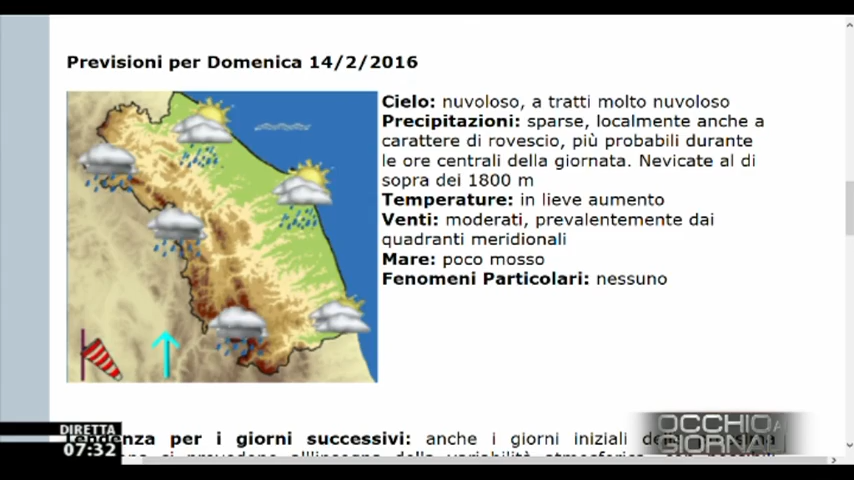 Previsioni per Domenica 14/2/2016
Cielo: nuvoloso, a tratti molto nuvoloso
Precipitazioni: sparse, localmente anche a
carattere di rovescio, più probabili durante
le ore centrali della giornata. Nevicate al di
sopra dei 1800 m
Temperature: in lieve aumento
Venti: moderati, prevalentemente dai
quadranti meridionali
Mare: poco mosso
Fenomeni Particolari: nessuno
per i giorni successivi: anche i giorni iniziali
DIRETTA
07:32
OCCHIO AL
GIORNALE